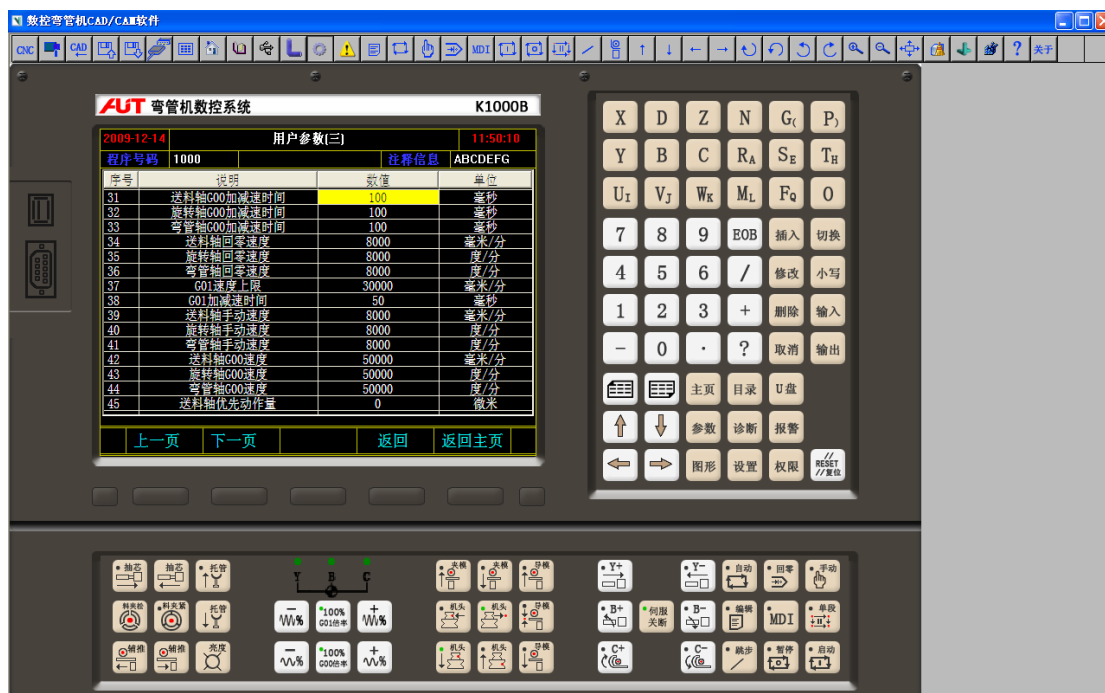 数控弯管机CAD/CAM软件
CNC CAD MDI ? 关于
AUT 弯管机数控系统 K1000B
2009-12-14 用户参数(三) 11:50:10
程序号码 1000 注释信息 ABCDEFG
序号 说明 数值 单位
31 送料轴G00加减速时间 100 毫秒
32 旋转轴G00加减速时间 100 毫秒
33 弯管轴G00加减速时间 100 毫秒
34 送料轴回零速度 8000 毫米/分
35 旋转轴回零速度 8000 度/分
36 弯管轴回零速度 8000 度/分
37 G01速度上限 30000 毫米/分
38 G01加减速时间 50 毫秒
39 送料轴手动速度 8000 毫米/分
40 旋转轴手动速度 8000 度/分
41 弯管轴手动速度 8000 度/分
42 送料轴G00速度 50000 毫米/分
43 旋转轴G00速度 50000 度/分
44 弯管轴G00速度 50000 度/分
45 送料轴优先动作量 0 微米
上一页 下一页 返回 返回主页
X D Z N G( P)
Y B C RA SE TH
UI VJ WK ML FQ O
7 8 9 EOB 插入 切换
4 5 6 / 修改 小写
1 2 3 + 删除 输入
- 0 · ? 取消 输出
主页 目录 U盘
参数 诊断 报警
图形 设置 权限 // RESET //复位
抽芯 抽芯 托管 Y B C 夹模 夹模 导模 Y+ Y- 自动 回零 手动
料夹松 料夹紧 托管 − % 100% G01倍率 + % 机头 机头 导模 B+ 伺服关断 B- 编辑 MDI 单段
辅推 辅推 亮度 − % 100% G00倍率 + % 机头 机头 导模 C+ C- 跳步 暂停 启动